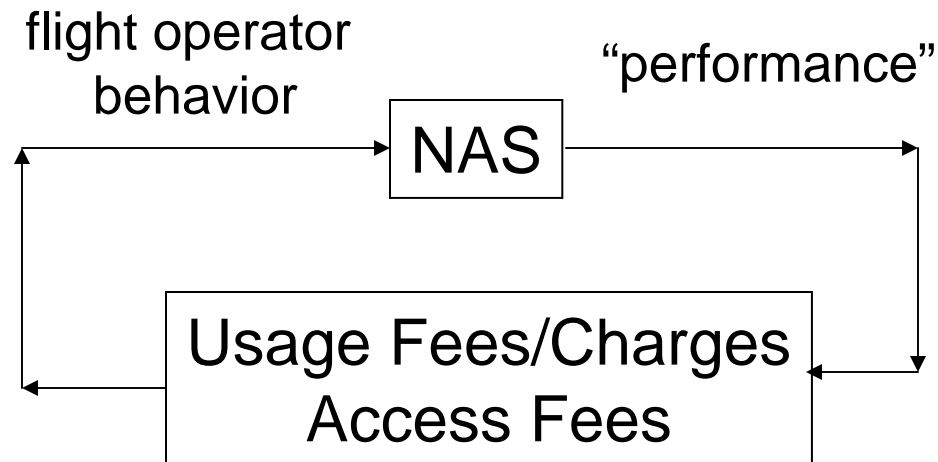 flight operator
behavior
“performance”
NAS
Usage Fees/Charges
Access Fees